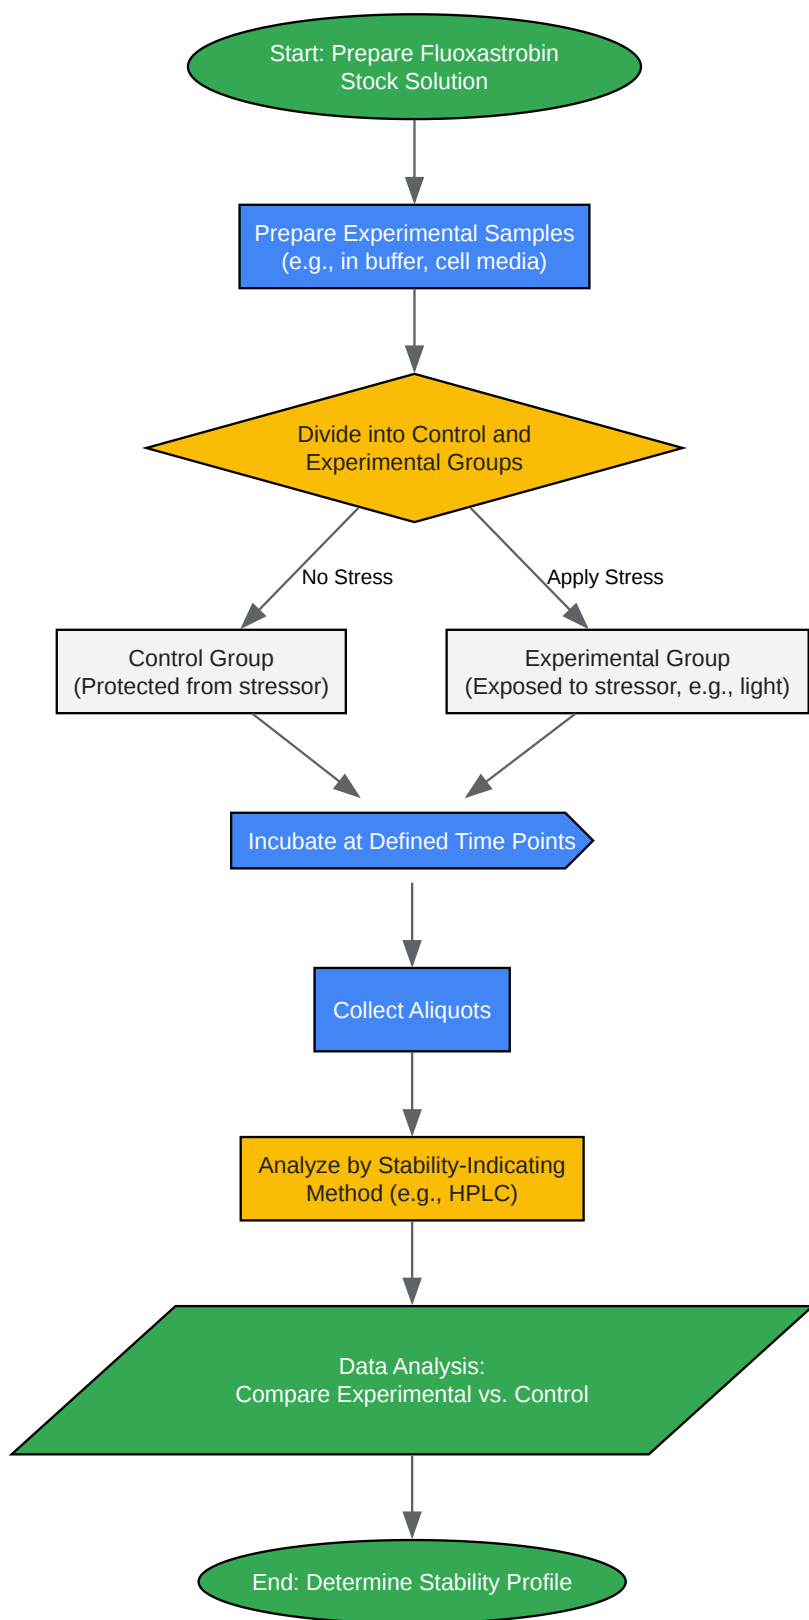 Start: Prepare Fluoxastrobin
Stock Solution
Prepare Experimental Samples
(e.g., in buffer, cell media)
Divide into Control and
Experimental Groups
No Stress
Apply Stress
Control Group
(Protected from stressor)
Experimental Group
(Exposed to stressor, e.g., light)
Incubate at Defined Time Points
Collect Aliquots
Analyze by Stability-Indicating
Method (e.g., HPLC)
Data Analysis:
Compare Experimental vs. Control
End: Determine Stability Profile